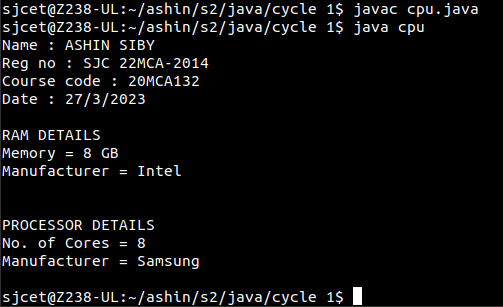 sjcet@Z238-UL:~/ashin/s2/java/cycle 1$ javac cpu.java
sjcet@Z238-UL:~/ashin/s2/java/cycle 1$ java cpu
Name : ASHIN SIBY
Reg no : SJC 22MCA-2014
Course code : 20MCA132
Date : 27/3/2023
RAM DETAILS
Memory = 8 GB
Manufacturer = Intel
PROCESSOR DETAILS
No. of Cores = 8
Manufacturer = Samsung
sjcet@Z238-UL:~/ashin/s2/java/cycle 1$